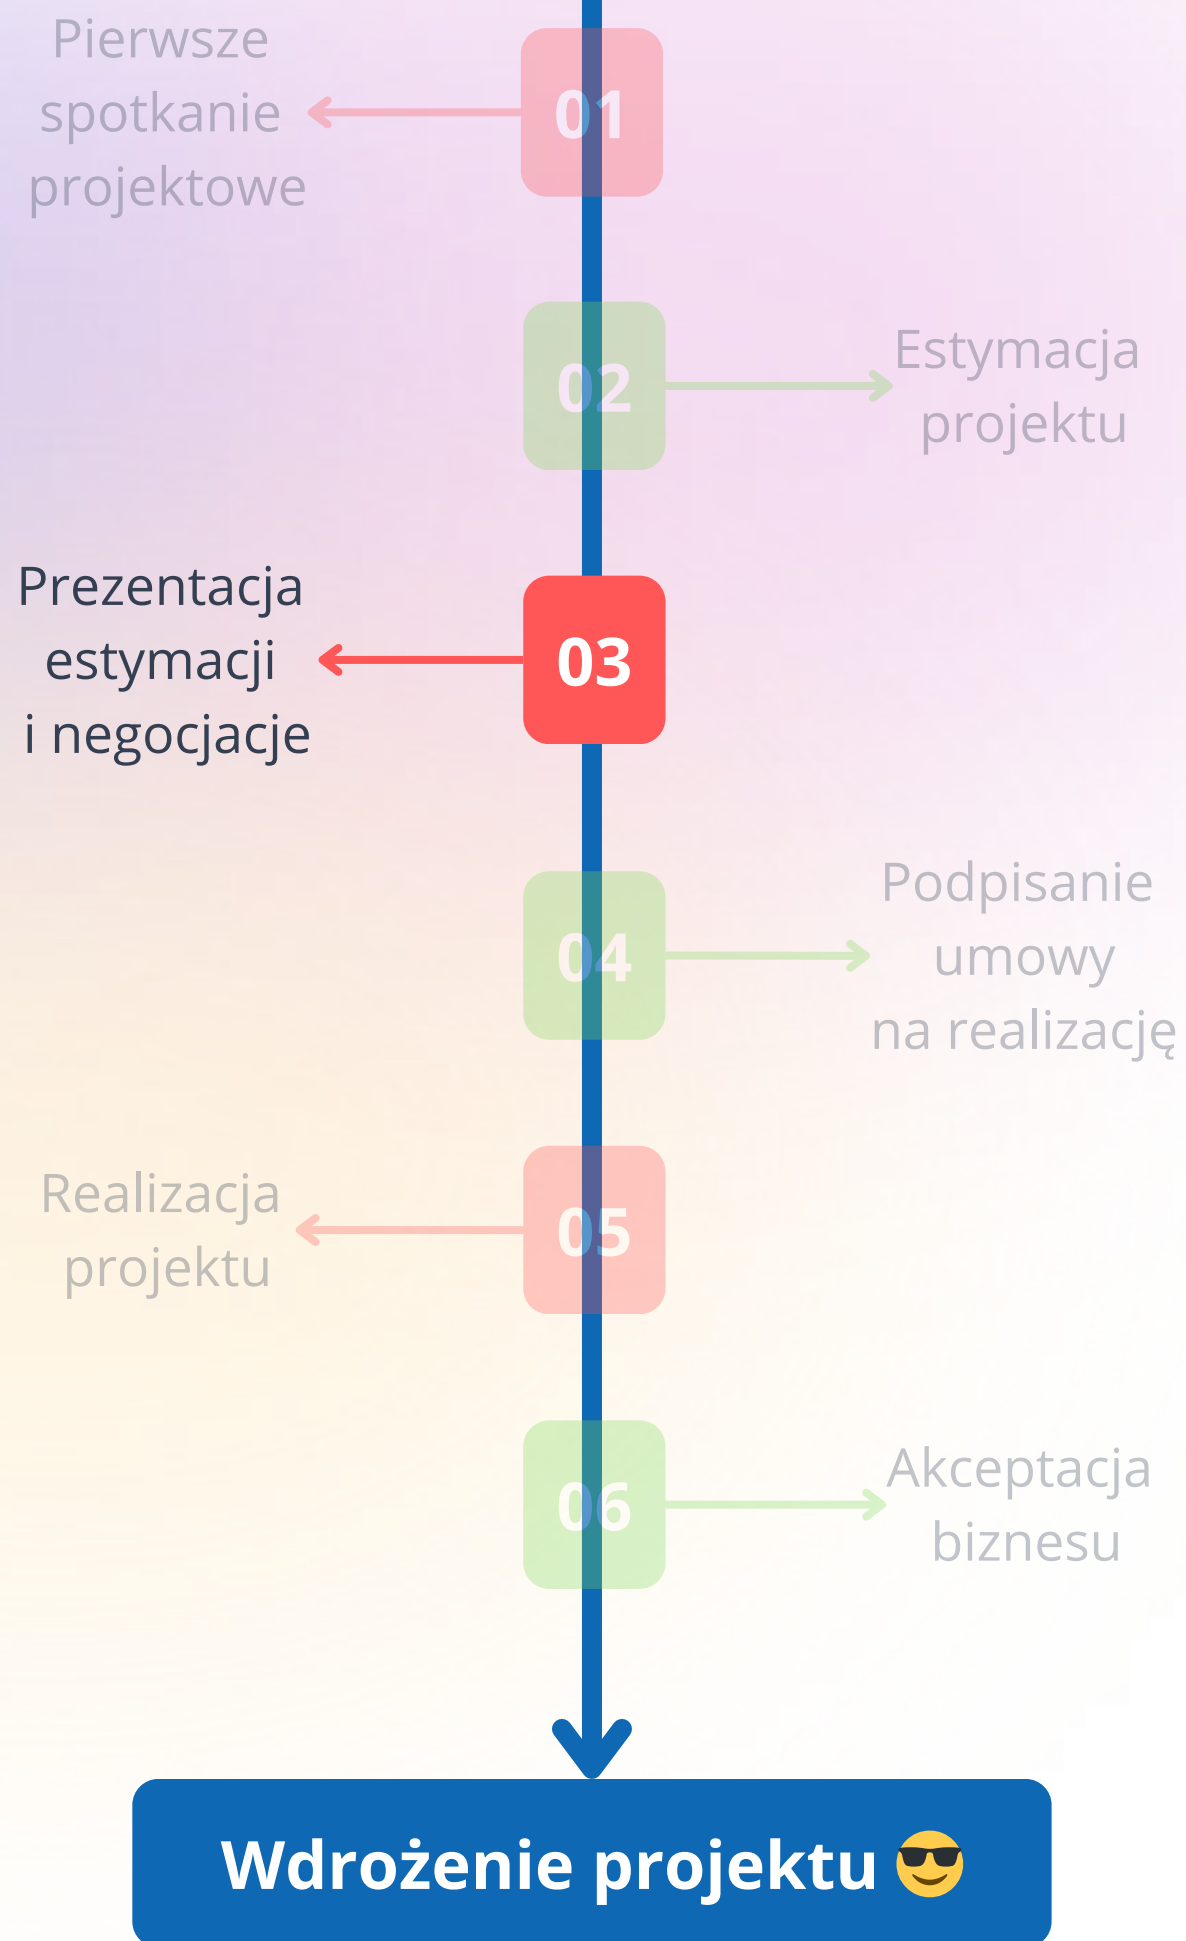 Pierwsze
spotkanie
projektowe
01
02
Estymacja
projektu
Prezentacja
estymacji
i negocjacje
03
04
Podpisanie
umowy
na realizację
Realizacja
projektu
05
06
Akceptacja
biznesu
Wdrożenie projektu 😎